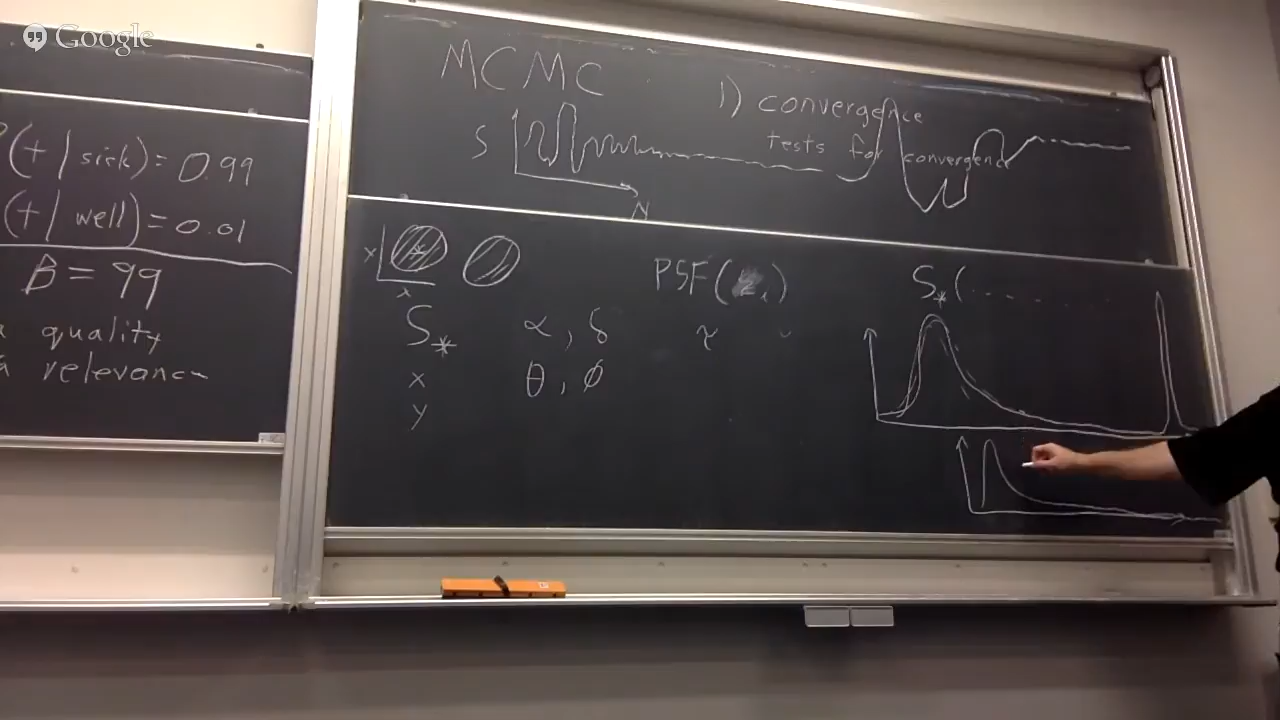 Google
(+ / sick) = 0.99
(+ / well) = 0.01
B = 99
quality
relevance
MCMC
1) convergence
tests for convergence
S
N
x
x
PSF(
S*(. . . . . . . .
S* α, δ τ
x θ, φ
y